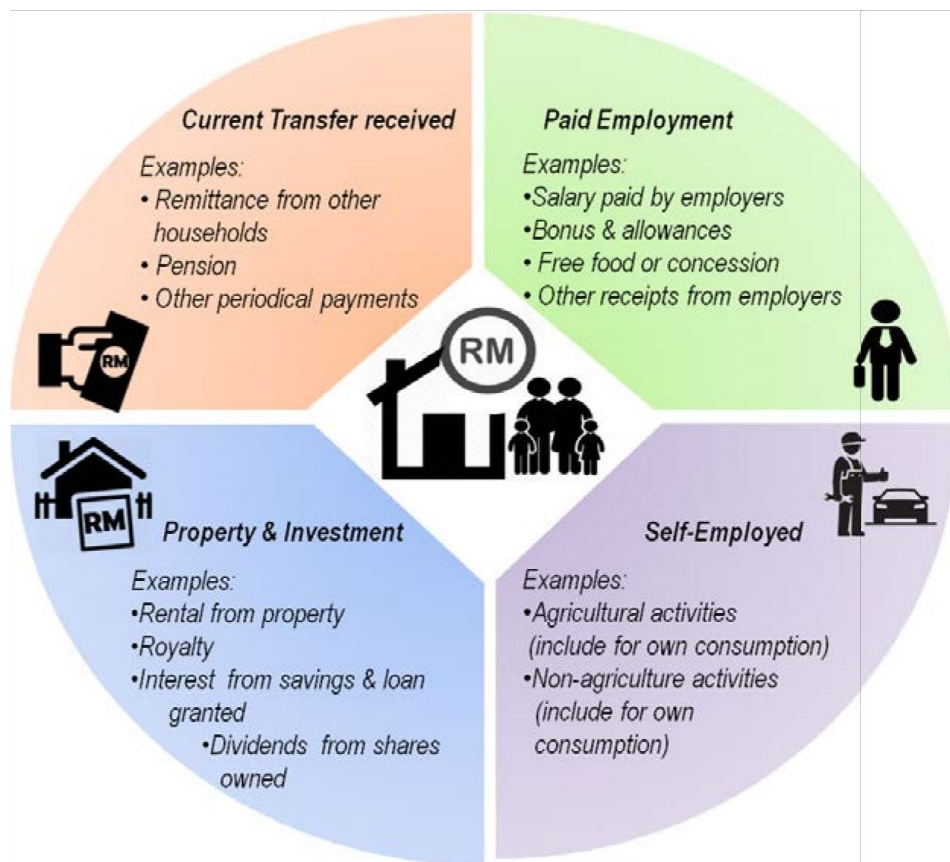 Current Transfer received
Examples:
• Remittance from other
households
• Pension
• Other periodical payments
RM
Paid Employment
Examples:
•Salary paid by employers
•Bonus & allowances
• Free food or concession
• Other receipts from employers
RM
RM
Property & Investment
Examples:
•Rental from property
•Royalty
•Interest from savings & loan
granted
•Dividends from shares
owned
Self-Employed
Examples:
•Agricultural activities
(include for own consumption)
•Non-agriculture activities
(include for own
consumption)